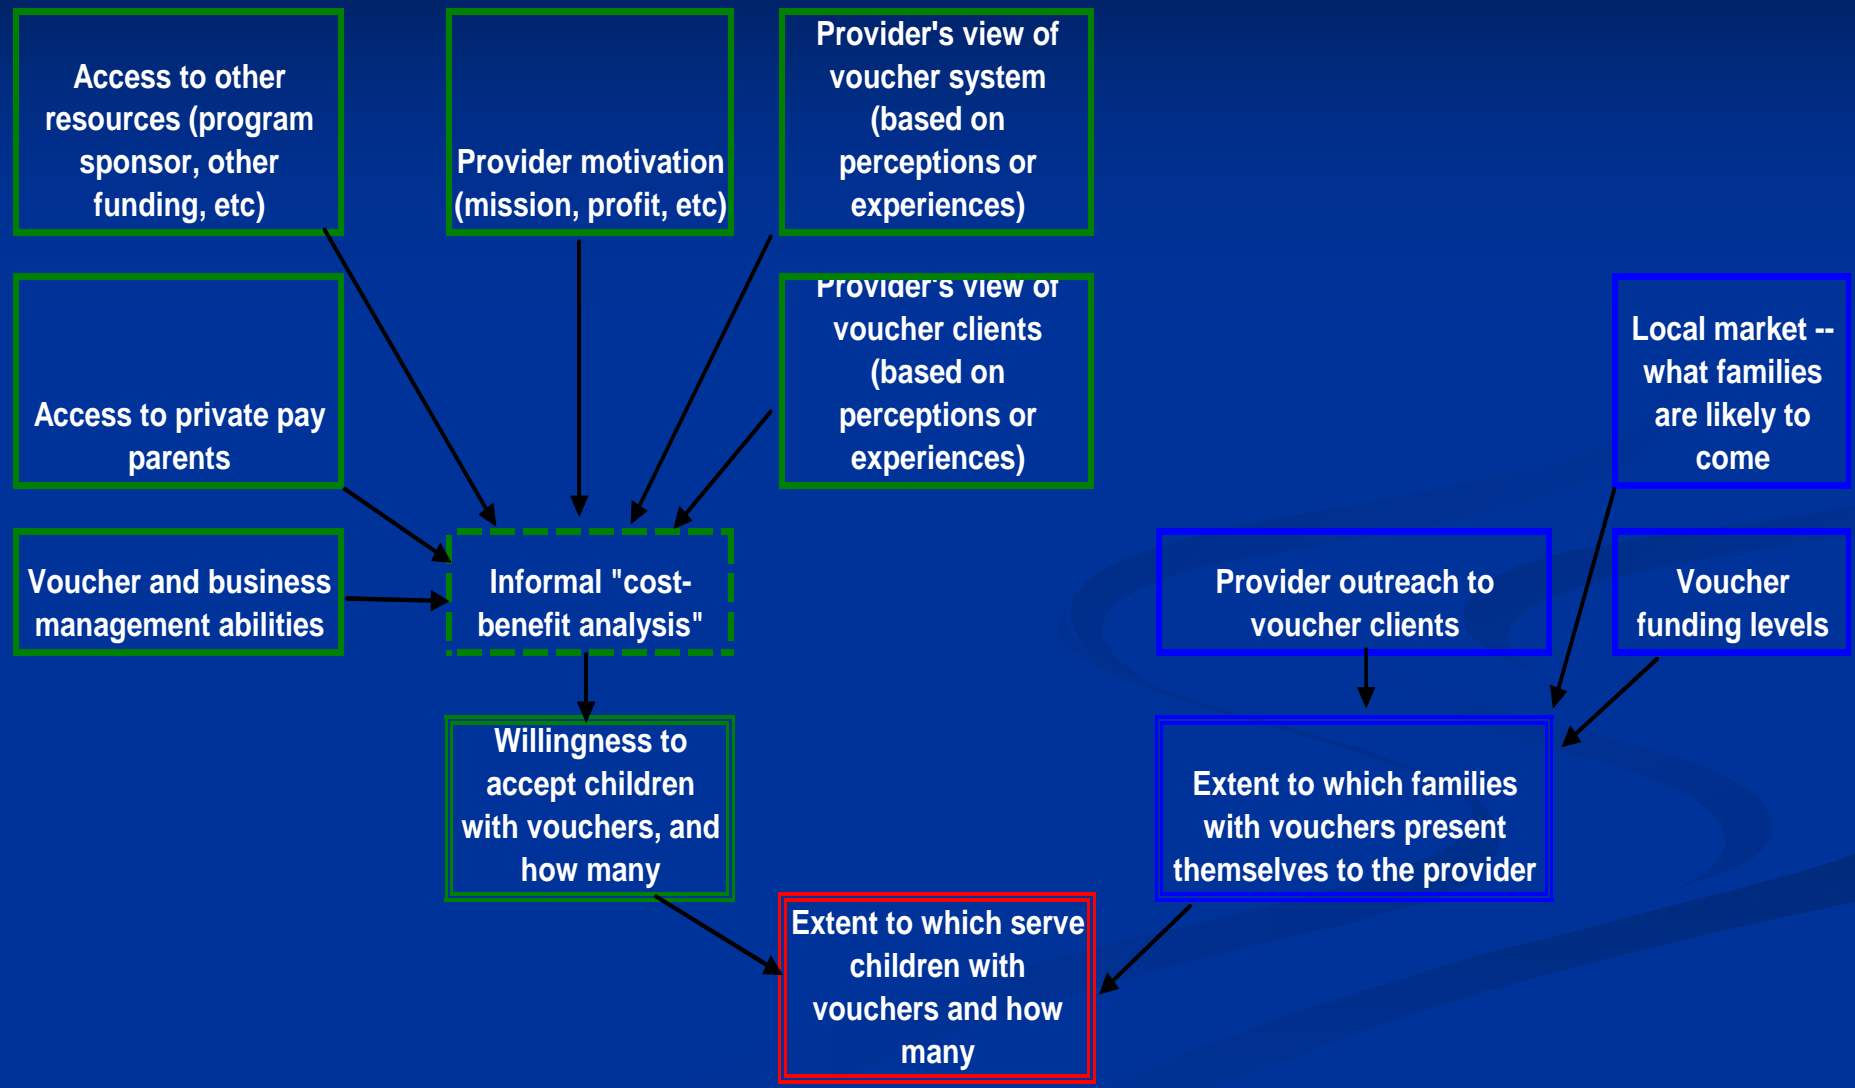 Access to other
resources (program
sponsor, other
funding, etc)
Provider motivation
(mission, profit, etc)
Provider's view of
voucher system
(based on
perceptions or
experiences)
Access to private pay
parents
Provider's view of
voucher clients
(based on
perceptions or
experiences)
Local market --
what families
are likely to
come
Voucher and business
management abilities
Informal "cost-
benefit analysis"
Provider outreach to
voucher clients
Voucher
funding levels
Willingness to
accept children
with vouchers, and
how many
Extent to which families
with vouchers present
themselves to the provider
Extent to which serve
children with
vouchers and how
many